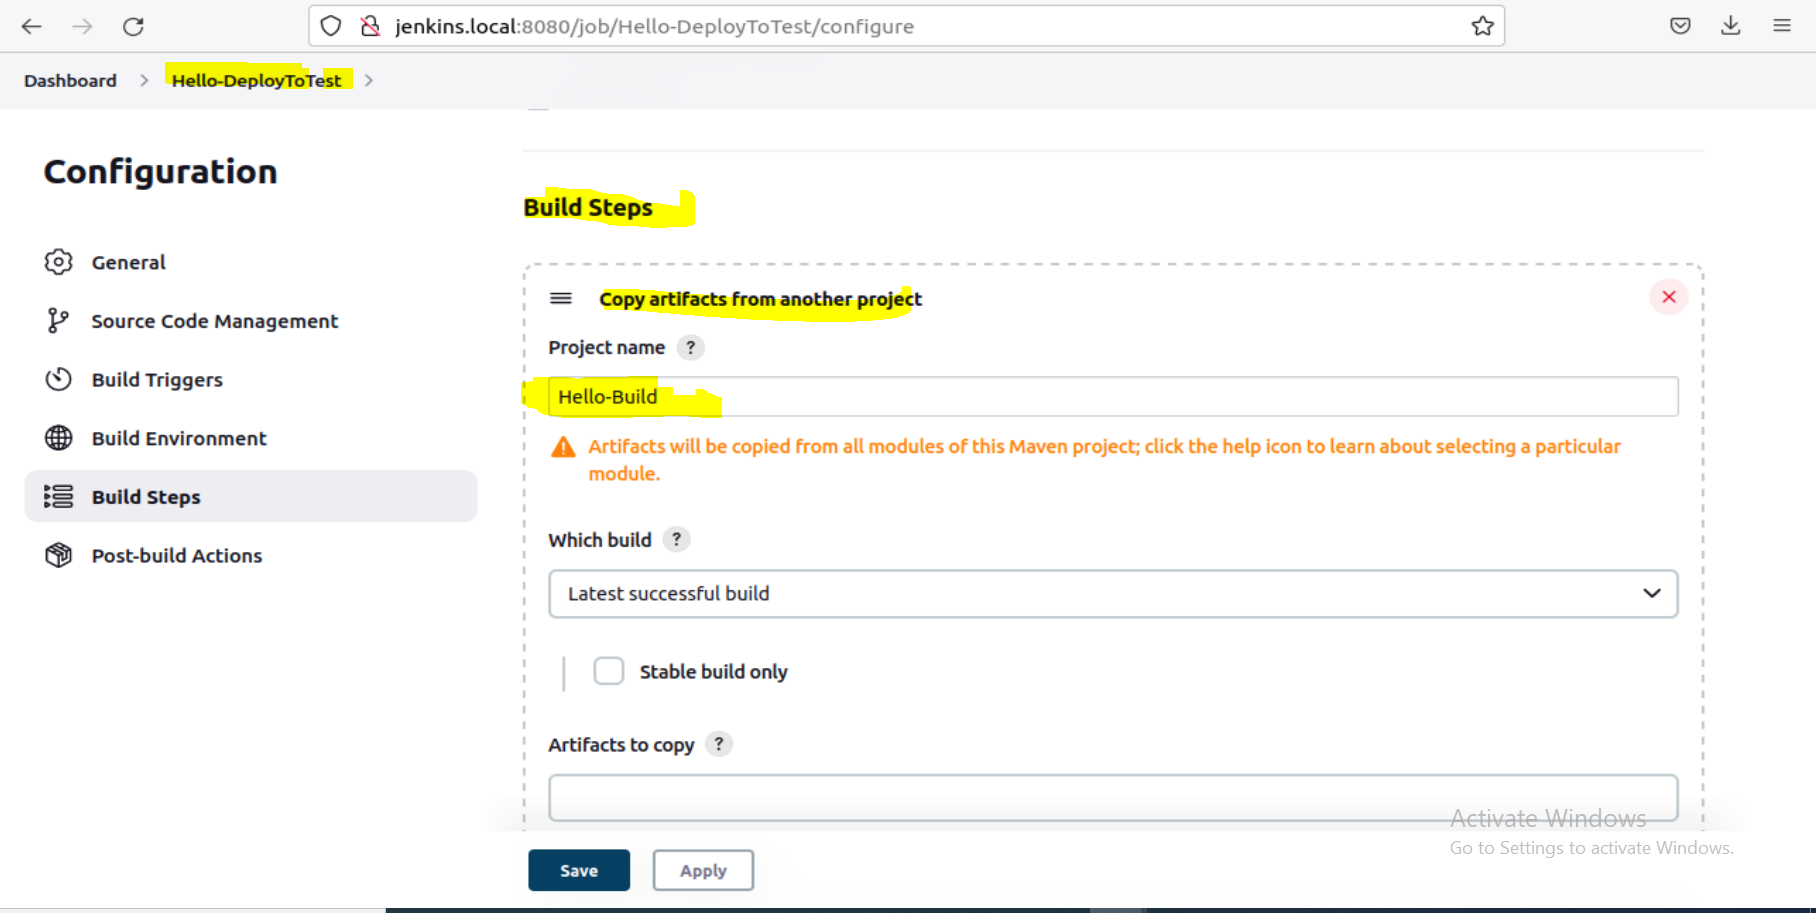 jenkins.local:8080/job/Hello-DeployToTest/configure
Dashboard > Hello-DeployToTest >
Configuration
General
Source Code Management
Build Triggers
Build Environment
Build Steps
Post-build Actions
Build Steps
Copy artifacts from another project
Project name ?
Hello-Build
Artifacts will be copied from all modules of this Maven project; click the help icon to learn about selecting a particular
module.
Which build ?
Latest successful build
Stable build only
Artifacts to copy ?
Save Apply
Activate Windows
Go to Settings to activate Windows.